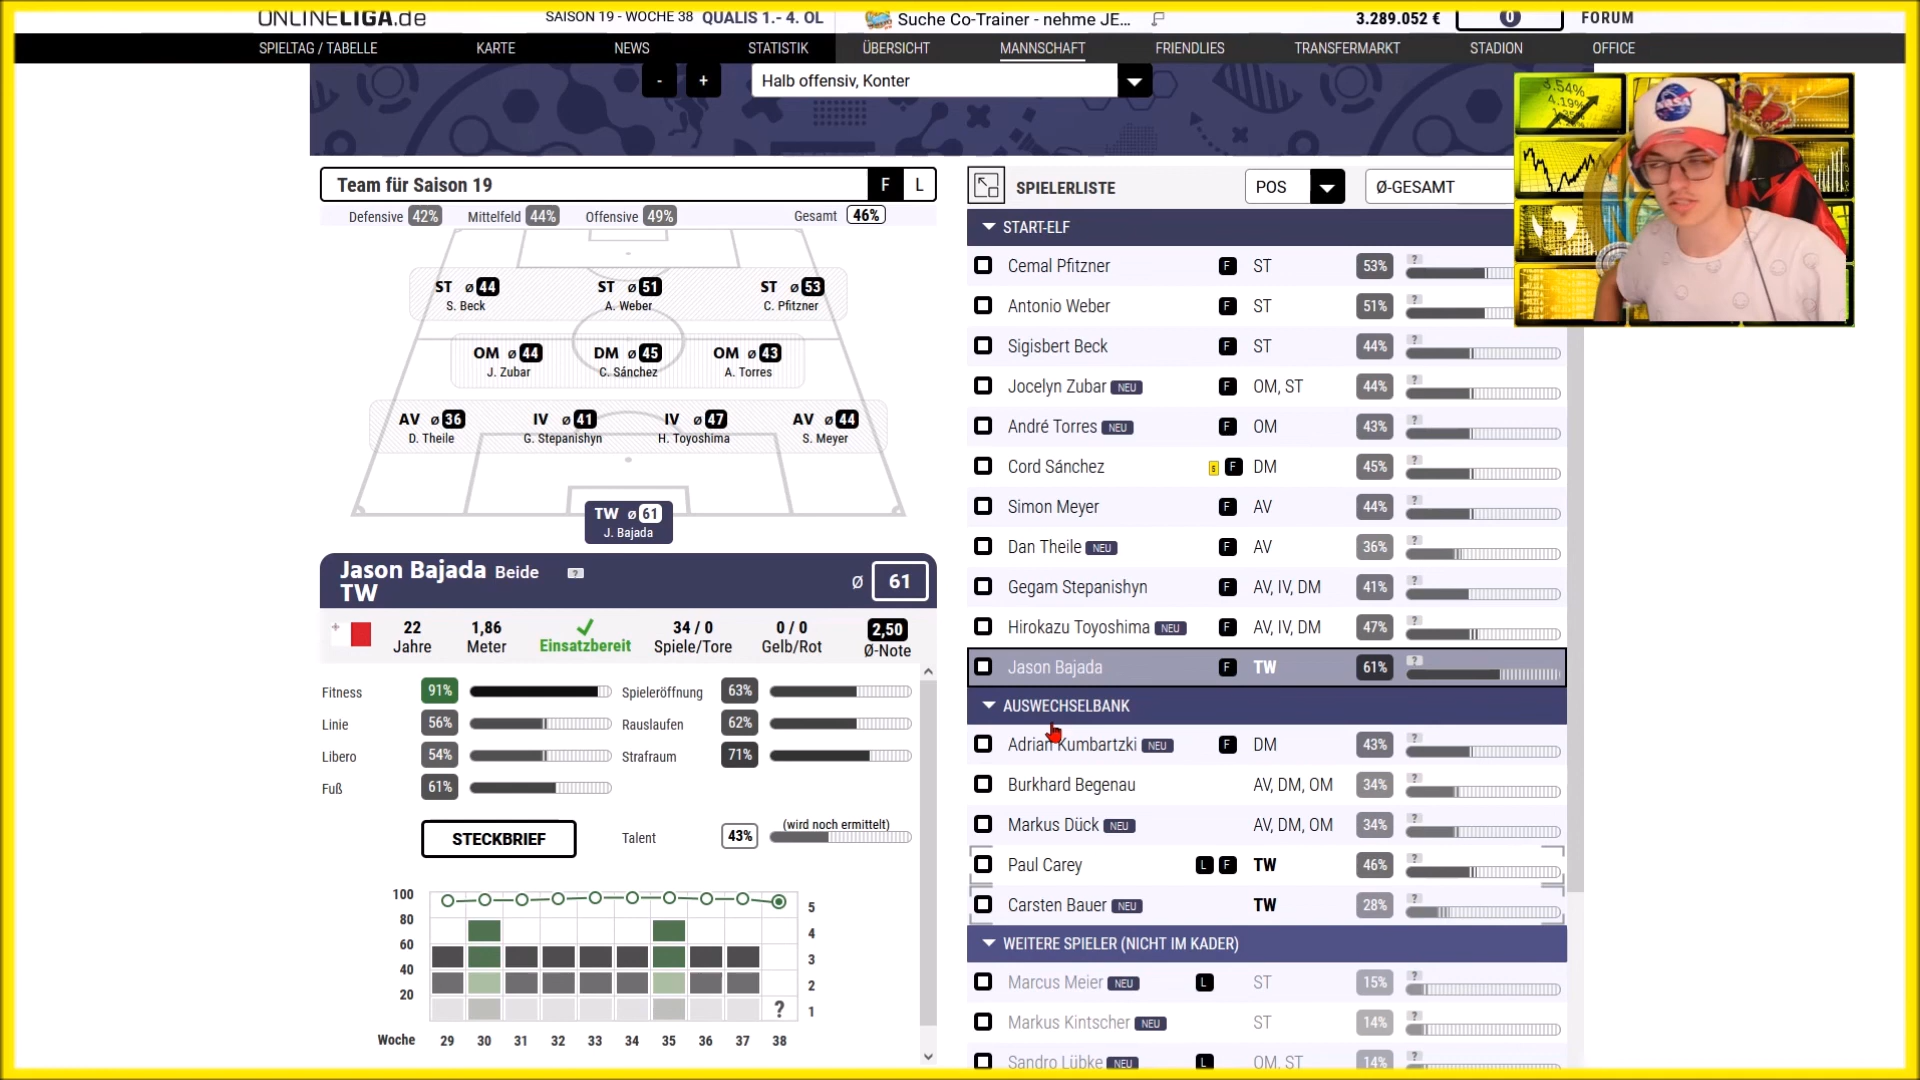 ONLINELIGA.de
SAISON 19 - WOCHE 38 QUALIS 1.- 4. OL
Suche Co-Trainer - nehme JE...
3.289.052 €
0
FORUM
SPIELTAG / TABELLE KARTE NEWS STATISTIK ÜBERSICHT MANNSCHAFT FRIENDLIES TRANSFERMARKT STADION OFFICE
- + Halb offensiv, Konter
3.54%
4.19%
NASA
Team für Saison 19 F L
Defensive 42% Mittelfeld 44% Offensive 49% Gesamt 46%
ST ø 44 ST ø 51 ST ø 53
S. Beck A. Weber C. Pfitzner
OM ø 44 DM ø 45 OM ø 43
J. Zubar C. Sánchez A. Torres
AV ø 36 IV ø 41 IV ø 47 AV ø 44
D. Theile G. Stepanishyn H. Toyoshima S. Meyer
TW ø 61
J. Bajada
Jason Bajada Beide ?
TW
Ø 61
22 1,86 34 / 0 0 / 0 2,50
Jahre Meter Einsatzbereit Spiele/Tore Gelb/Rot Ø-Note
Fitness 91% Spieleröffnung 63%
Linie 56% Rauslaufen 62%
Libero 54% Strafraum 71%
Fuß 61%
STECKBRIEF Talent 43% (wird noch ermittelt)
100 5
80 4
60 3
40 2
20 ? 1
Woche 29 30 31 32 33 34 35 36 37 38
SPIELERLISTE POS Ø-GESAMT
START-ELF
Cemal Pfitzner F ST 53% ?
Antonio Weber F ST 51% ?
Sigisbert Beck F ST 44% ?
Jocelyn Zubar NEU F OM, ST 44% ?
André Torres NEU F OM 43% ?
Cord Sánchez 5 F DM 45% ?
Simon Meyer F AV 44% ?
Dan Theile NEU F AV 36% ?
Gegam Stepanishyn F AV, IV, DM 41% ?
Hirokazu Toyoshima NEU F AV, IV, DM 47% ?
Jason Bajada F TW 61% ?
AUSWECHSELBANK
Adrian Kumbartzki NEU F DM 43% ?
Burkhard Begenau AV, DM, OM 34% ?
Markus Dück NEU AV, DM, OM 34% ?
Paul Carey L F TW 46% ?
Carsten Bauer NEU TW 28% ?
WEITERE SPIELER (NICHT IM KADER)
Marcus Meier NEU L ST 15% ?
Markus Kintscher NEU ST 14% ?
Sandro Lübke NEU L OM, ST 14% ?